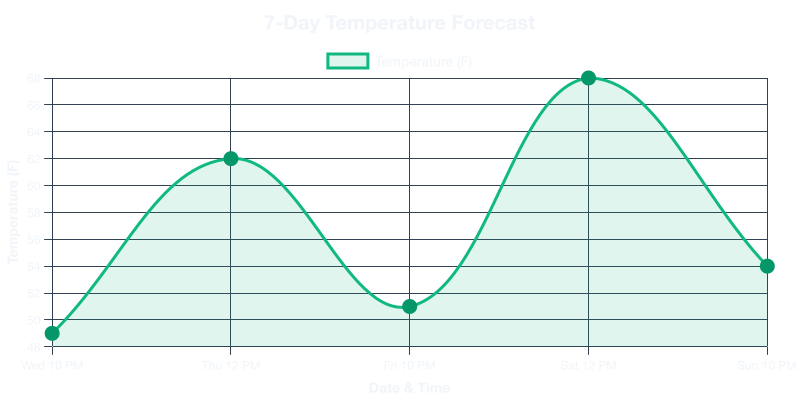 7-Day Temperature Forecast
Temperature (F)
Temperature (F)
68
66
64
62
60
58
56
54
52
50
48
Wed 10 PM
Thu 12 PM
Fri 10 PM
Sat 12 PM
Sun 10 PM
Date & Time